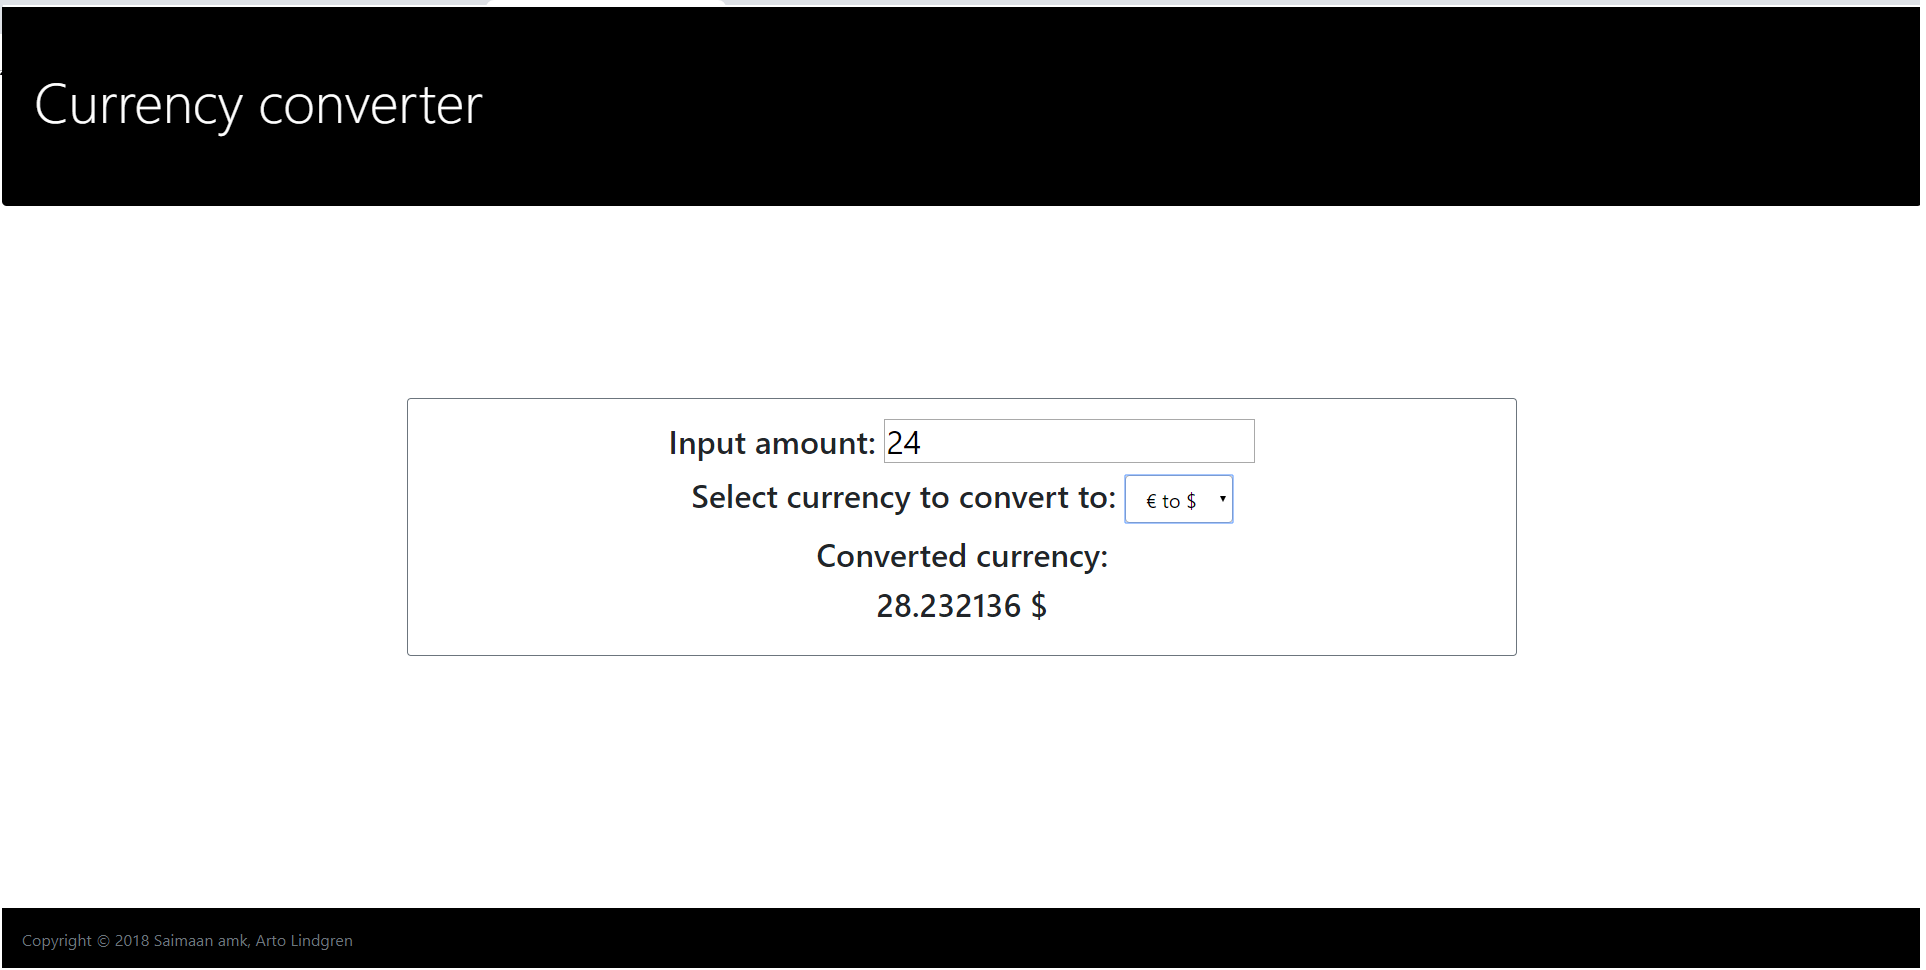 Currency converter
Input amount: 24
Select currency to convert to: € to $
Converted currency:
28.232136 $
Copyright © 2018 Saimaan amk, Arto Lindgren